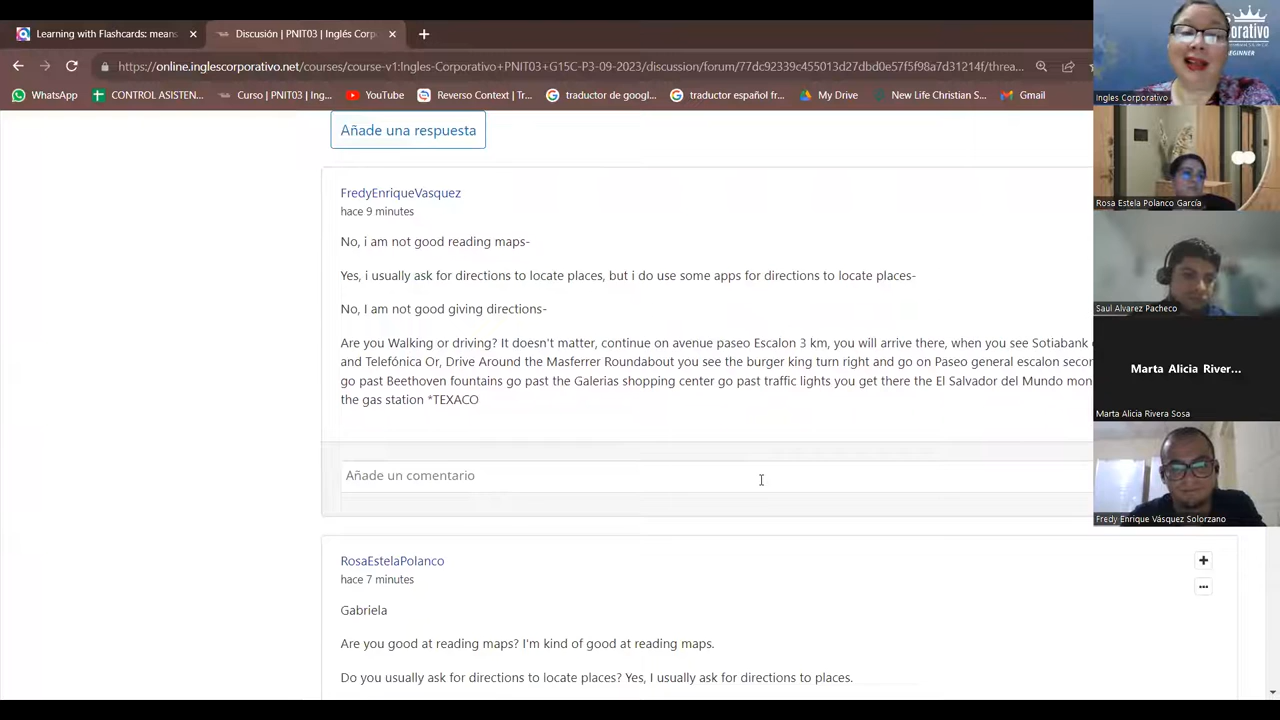 Learning with Flashcards: means
Discusión | PNIT03 | Inglés Corp
https://online.inglescorporativo.net/courses/course-v1:Ingles-Corporativo+PNIT03+615C-P3-09-2023/discussion/forum/77dc92339c455013d27dbd0e57f5f98a7d31214f/threa...
WhatsApp
CONTROL ASISTEN...
Curso | PNIT03 | Ing...
YouTube
Reverso Context | Tr...
traductor de googl...
traductor español fr...
My Drive
New Life Christian S...
Gmail
Añade una respuesta
FredyEnriqueVasquez
hace 9 minutes
No, i am not good reading maps-
Yes, i usually ask for directions to locate places, but i do use some apps for directions to locate places-
No, I am not good giving directions-
Are you Walking or driving? It doesn't matter, continue on avenue paseo Escalon 3 km, you will arrive there, when you see Sotiabank
and Telefónica Or, Drive Around the Masferrer Roundabout you see the burger king turn right and go on Paseo general escalon
go past Beethoven fountains go past the Galerias shopping center go past traffic lights you get there the El Salvador del Mundo
the gas station *TEXACO
Añade un comentario
RosaEstelaPolanco
hace 7 minutes
Gabriela
Are you good at reading maps? I'm kind of good at reading maps.
Do you usually ask for directions to locate places? Yes, I usually ask for directions to places.
Ingles Corporativo
Rosa Estela Polanco García
Saul Alvarez Pacheco
Marta Alicia River...
Marta Alicia Rivera Sosa
Fredy Enrique Vásquez Solorzano